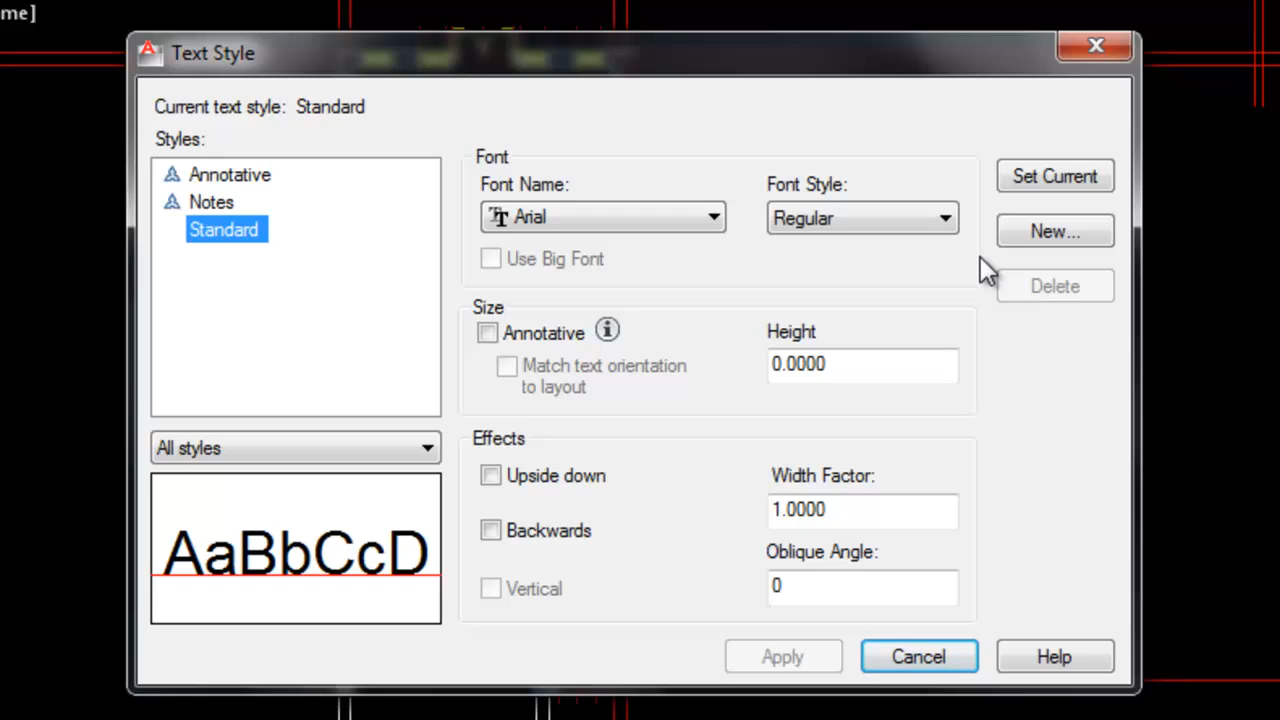 me]
Text Style
Current text style: Standard
Styles:
Annotative
Notes
Standard
All styles
AaBbCcD
Font
Font Name:
Font Style:
Arial
Regular
Use Big Font
Size
Annotative
Match text orientation
to layout
Height
0.0000
Effects
Upside down
Backwards
Vertical
Width Factor:
1.0000
Oblique Angle:
0
Set Current
New...
Delete
Apply
Cancel
Help